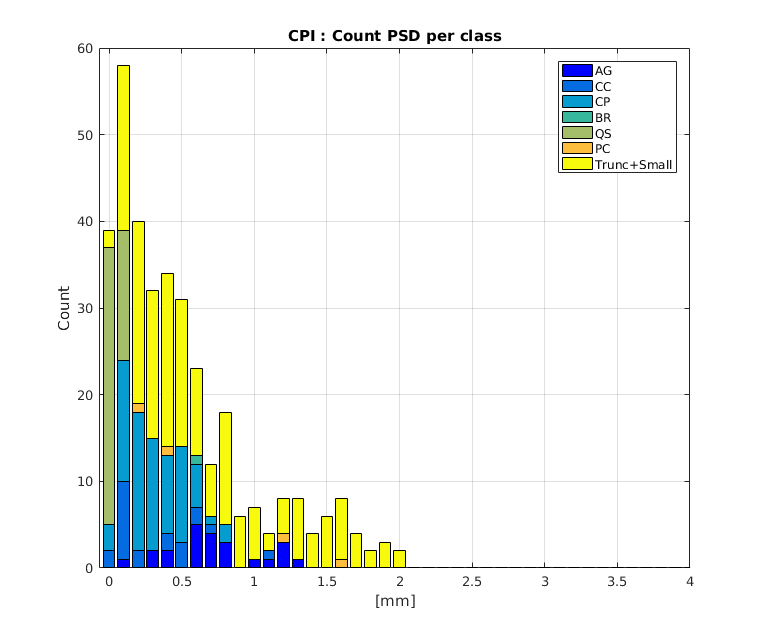 CPI : Count PSD per class
60
50
40
30
20
10
0
Count
AG
CC
CP
BR
QS
PC
Trunc+Small
0 0.5 1 1.5 2 2.5 3 3.5 4
[mm]